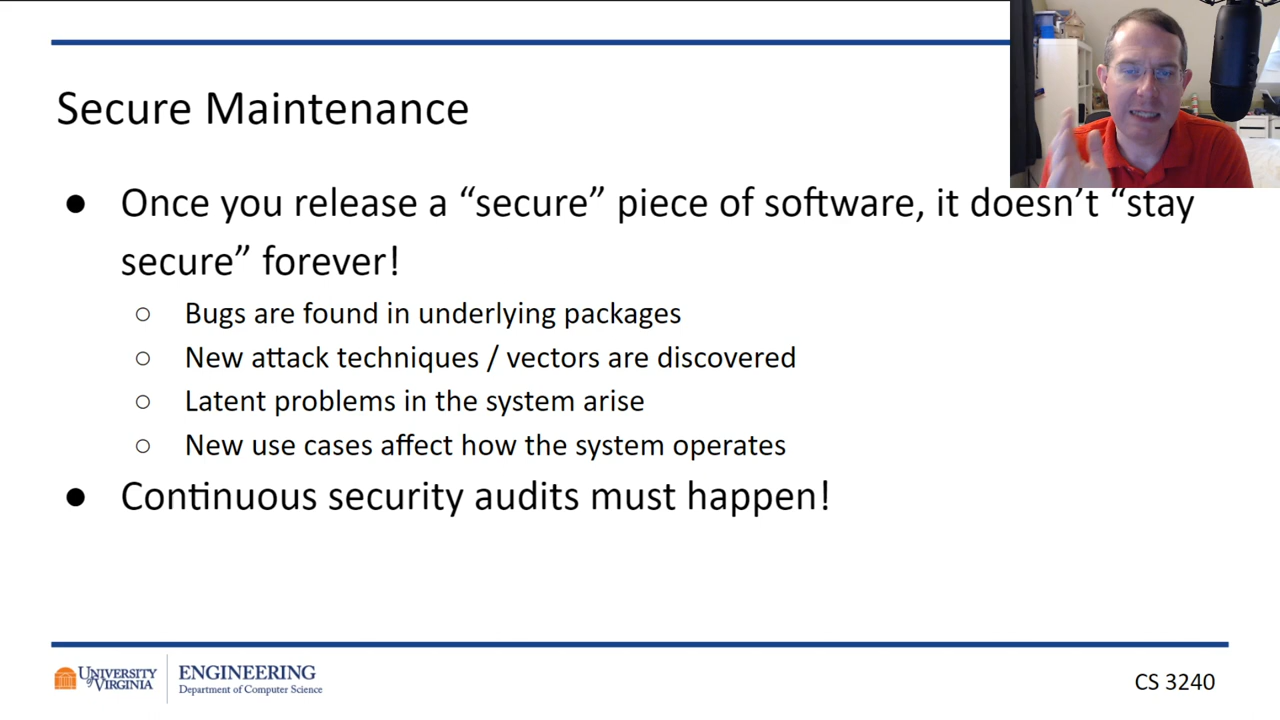 Secure Maintenance
● Once you release a “secure” piece of software, it doesn’t “stay
secure” forever!
○ Bugs are found in underlying packages
○ New attack techniques / vectors are discovered
○ Latent problems in the system arise
○ New use cases affect how the system operates
● Continuous security audits must happen!
UNIVERSITY
of VIRGINIA
ENGINEERING
Department of Computer Science
CS 3240